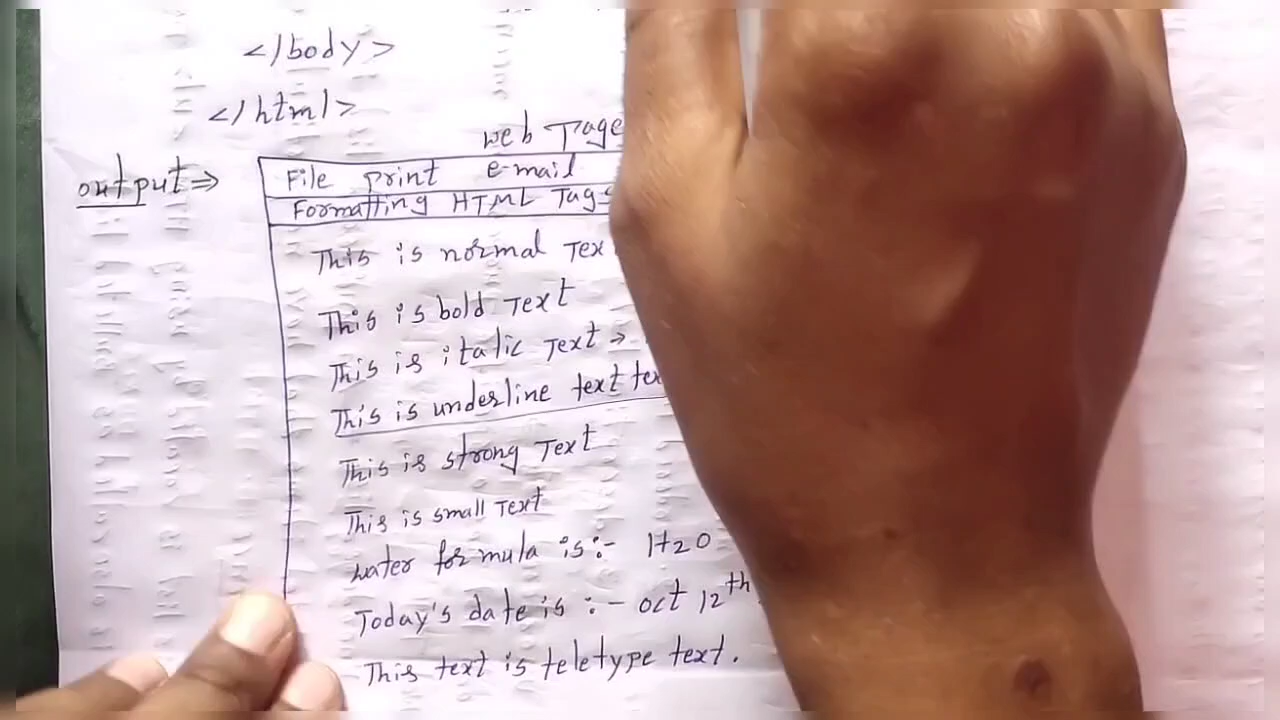 </body>
</html>
web Page
output⇒
File print e-mail
Formatting HTML Tags
This is normal Tex
This is bold Text
This is italic Text →
This is underline text tex
This is strong Text
This is small Text
water formula is:- H2O
Today's date is :- oct 12th
This text is teletype text.